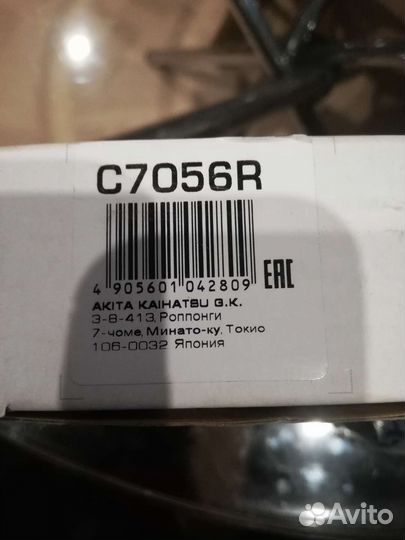 C7056R
4 905601 042809
EAC
AKITA KAIHATSU G.K.
3-8-413, Роппонги
7-чоме, Минато-ку, Токио
106-0032 Япония
Avito